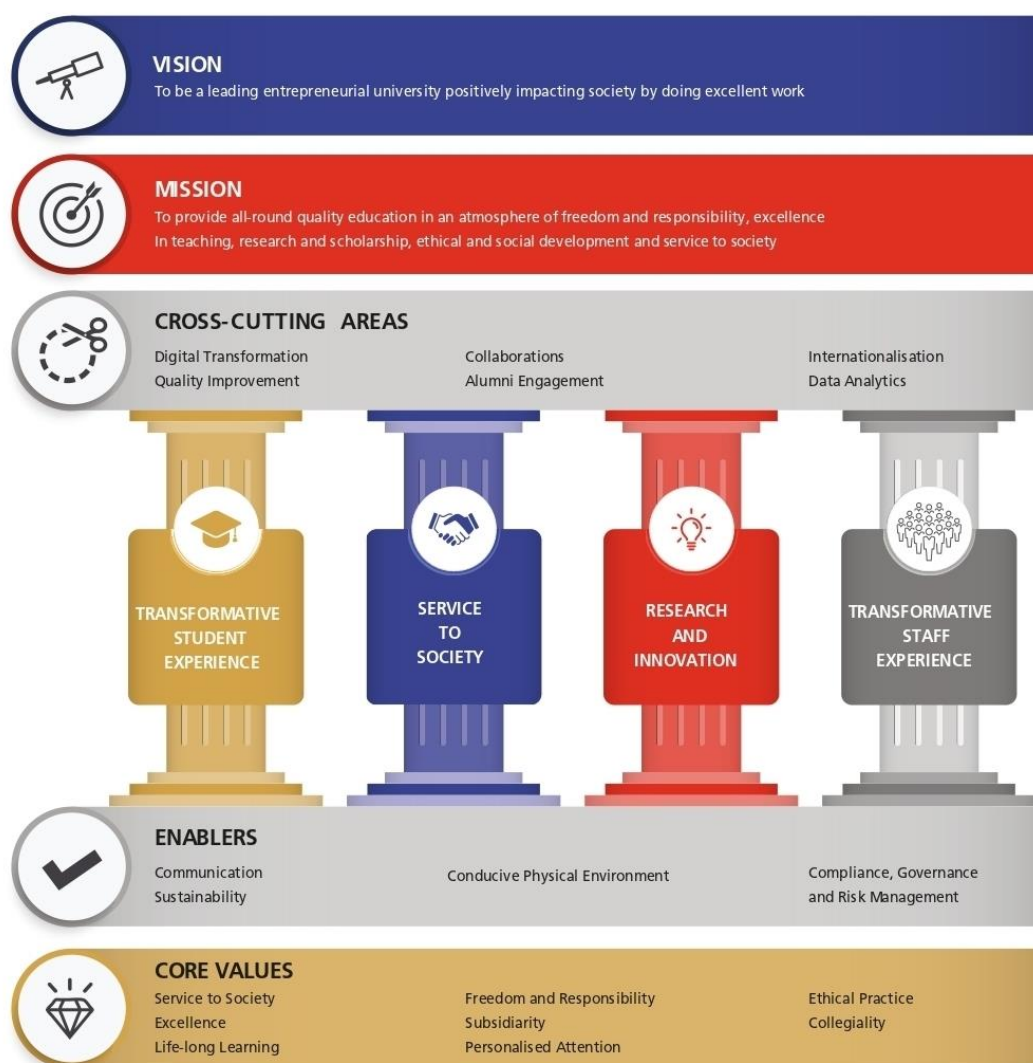 VISION
To be a leading entrepreneurial university positively impacting society by doing excellent work
MISSION
To provide all-round quality education in an atmosphere of freedom and responsibility, excellence
In teaching, research and scholarship, ethical and social development and service to society
CROSS-CUTTING AREAS
Digital Transformation
Quality Improvement
Collaborations
Alumni Engagement
Internationalisation
Data Analytics
TRANSFORMATIVE
STUDENT
EXPERIENCE
SERVICE
TO
SOCIETY
RESEARCH
AND
INNOVATION
TRANSFORMATIVE
STAFF
EXPERIENCE
ENABLERS
Communication
Sustainability
Conducive Physical Environment
Compliance, Governance
and Risk Management
CORE VALUES
Service to Society
Excellence
Life-long Learning
Freedom and Responsibility
Subsidiarity
Personalised Attention
Ethical Practice
Collegiality